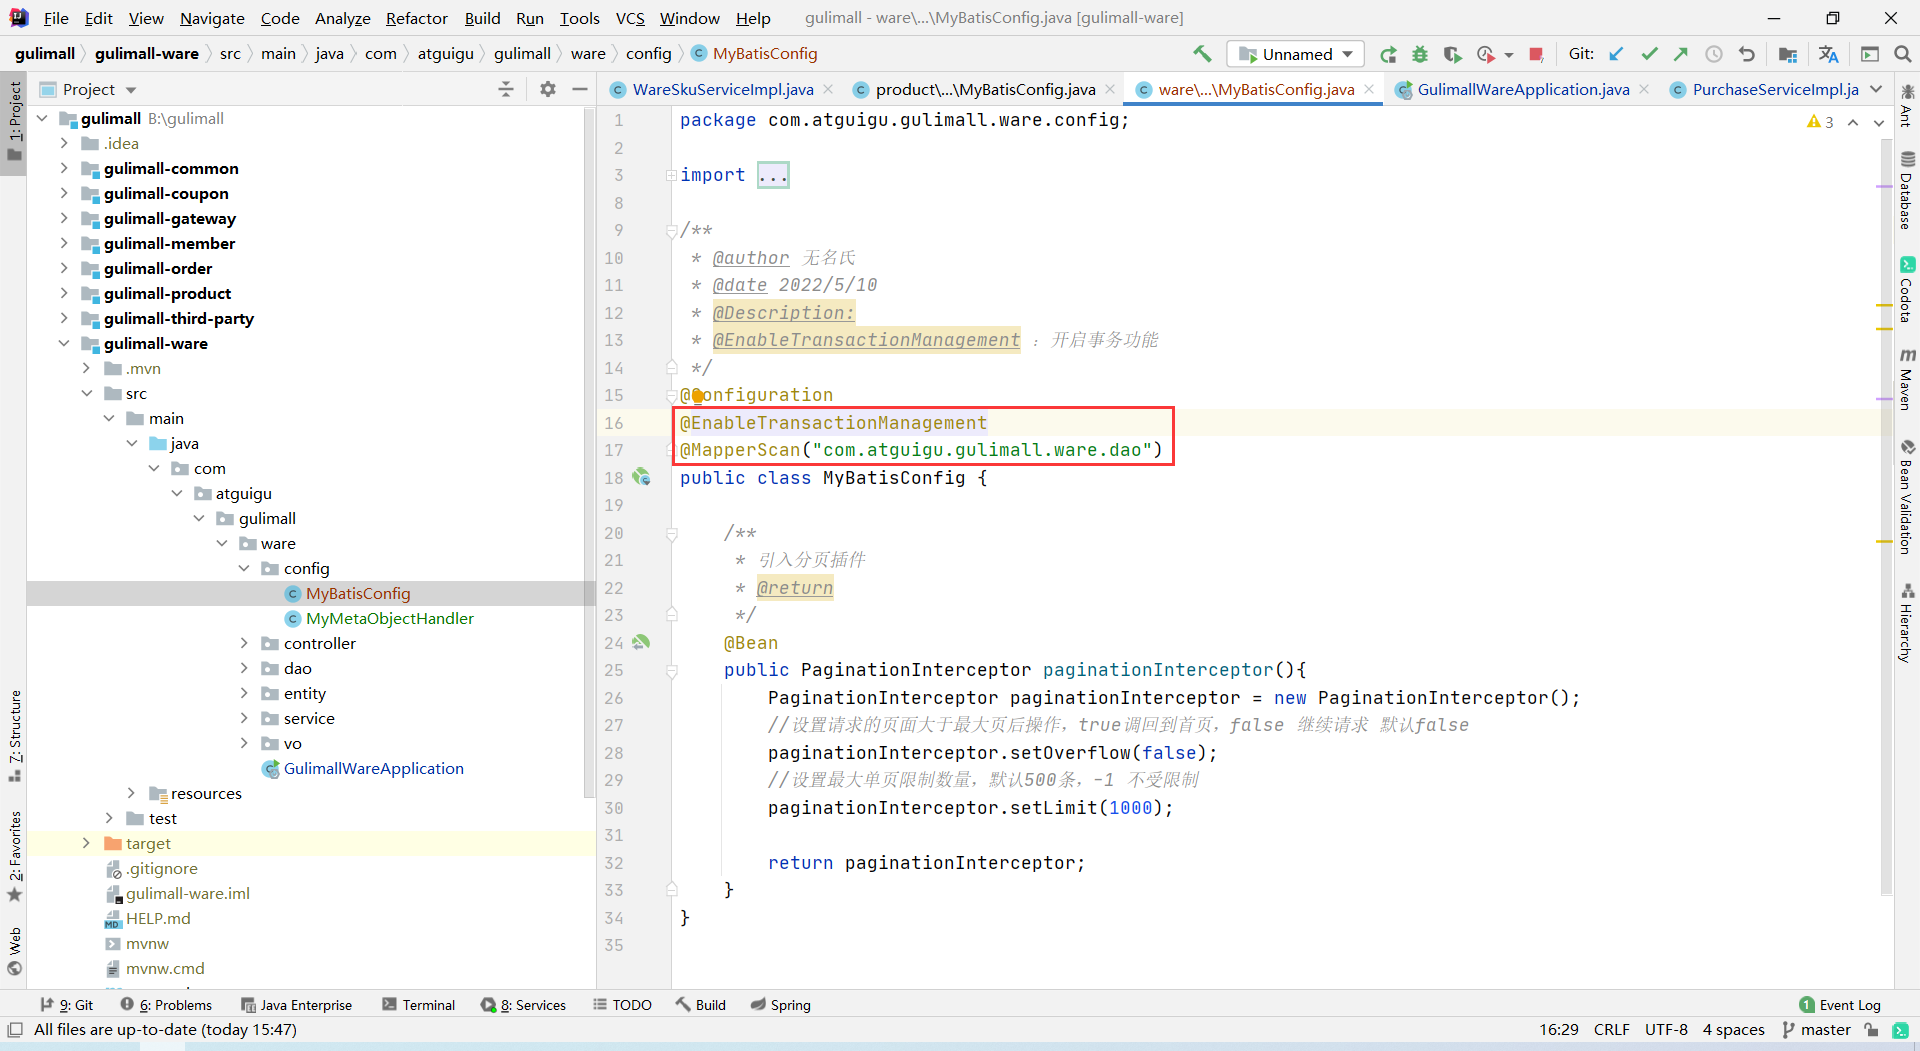 File Edit View Navigate Code Analyze Refactor Build Run Tools VCS Window Help gulimall - ware\...\MyBatisConfig.java [gulimall-ware]
gulimall gulimall-ware src main java com atguigu gulimall ware config MyBatisConfig Unnamed Git:
1: Project
7: Structure
2: Favorites
Web
Project
gulimall B:\gulimall
.idea
gulimall-common
gulimall-coupon
gulimall-gateway
gulimall-member
gulimall-order
gulimall-product
gulimall-third-party
gulimall-ware
.mvn
src
main
java
com
atguigu
gulimall
ware
config
MyBatisConfig
MyMetaObjectHandler
controller
dao
entity
service
vo
GulimallWareApplication
resources
test
target
.gitignore
gulimall-ware.iml
HELP.md
mvnw
mvnw.cmd
WareSkuServiceImpl.java product\...\MyBatisConfig.java ware\...\MyBatisConfig.java GulimallWareApplication.java PurchaseServiceImpl.ja
3
1 package com.atguigu.gulimall.ware.config;
2
3 import ...
8
9 /**
10 * @author 无名氏
11 * @date 2022/5/10
12 * @Description:
13 * @EnableTransactionManagement : 开启事务功能
14 */
15 @Configuration
16 @EnableTransactionManagement
17 @MapperScan("com.atguigu.gulimall.ware.dao")
18 public class MyBatisConfig {
19
20 /**
21 * 引入分页插件
22 * @return
23 */
24 @Bean
25 public PaginationInterceptor paginationInterceptor(){
26 PaginationInterceptor paginationInterceptor = new PaginationInterceptor();
27 //设置请求的页面大于最大页后操作，true调回到首页，false 继续请求 默认false
28 paginationInterceptor.setOverflow(false);
29 //设置最大单页限制数量，默认500条，-1 不受限制
30 paginationInterceptor.setLimit(1000);
31
32 return paginationInterceptor;
33 }
34 }
35
Ant
Database
Codota
Maven
Bean Validation
Hierarchy
9: Git 6: Problems Java Enterprise Terminal 8: Services TODO Build Spring 1 Event Log
All files are up-to-date (today 15:47) 16:29 CRLF UTF-8 4 spaces master